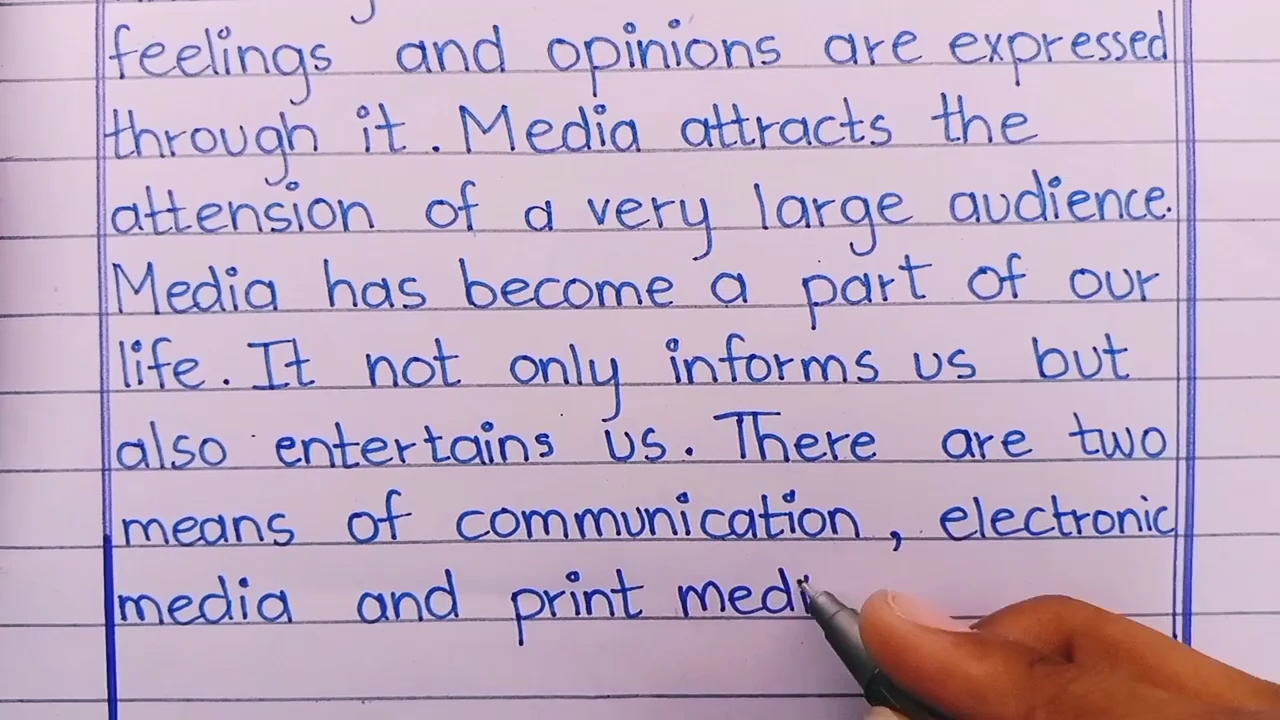 feelings and opinions are expressed
through it. Media attracts the
attension of a very large audience.
Media has become a part of our
life. It not only informs us but
also entertains us. There are two
means of communication, electronic
media and print medi